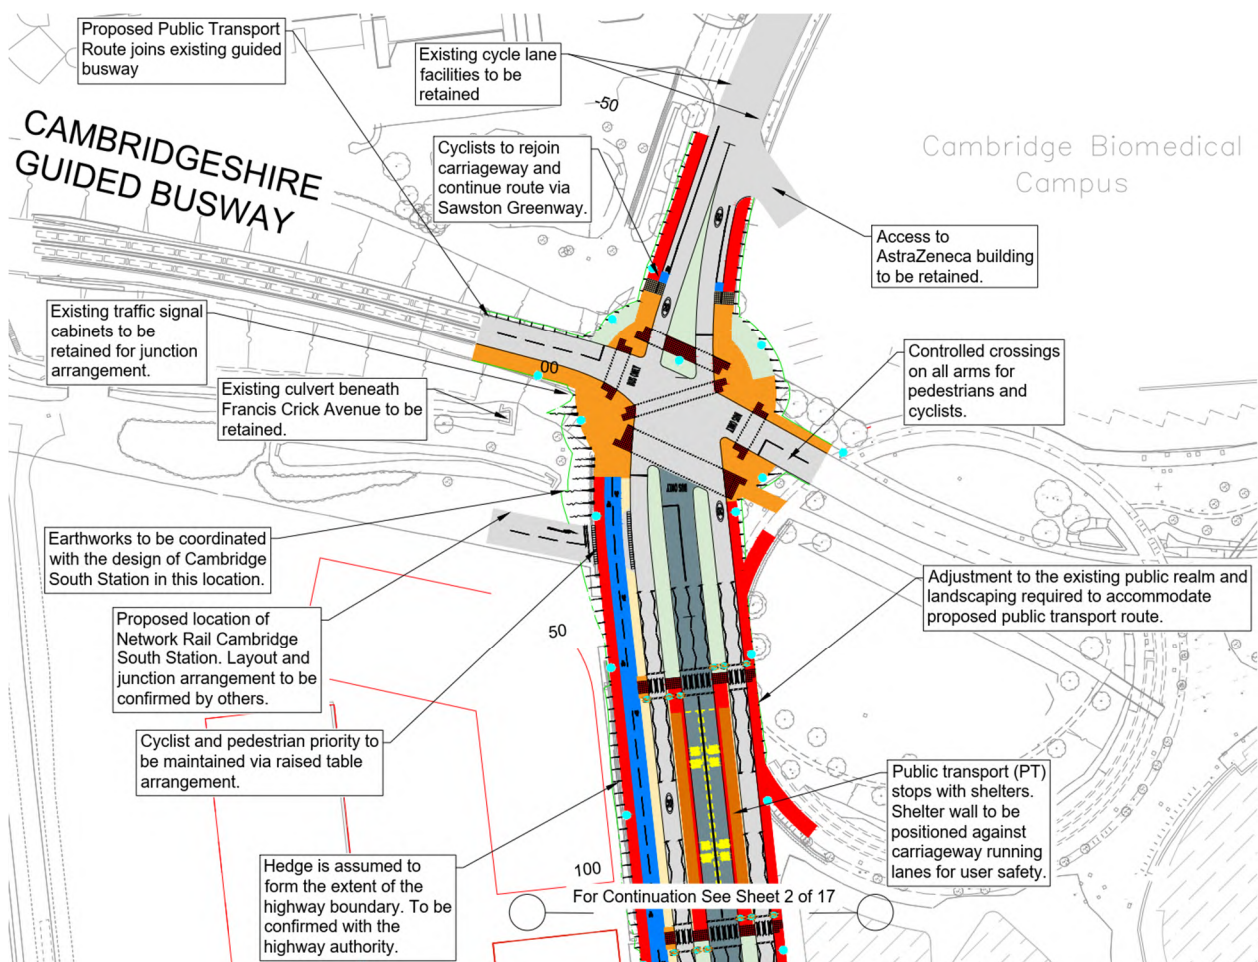 Proposed Public Transport
Route joins existing guided
busway
Existing cycle lane
facilities to be
retained
-50
CAMBRIDGESHIRE
GUIDED BUSWAY
Cyclists to rejoin
carriageway and
continue route via
Sawston Greenway.
Cambridge Biomedical
Campus
Access to
AstraZeneca building
to be retained.
Existing traffic signal
cabinets to be
retained for junction
arrangement.
00
Existing culvert beneath
Francis Crick Avenue to be
retained.
Controlled crossings
on all arms for
pedestrians and
cyclists.
BUS ONLY
BUS ONLY
BUS ONLY
Earthworks to be coordinated
with the design of Cambridge
South Station in this location.
Adjustment to the existing public realm and
landscaping required to accommodate
proposed public transport route.
Proposed location of
Network Rail Cambridge
South Station. Layout and
junction arrangement to be
confirmed by others.
50
Cyclist and pedestrian priority to
be maintained via raised table
arrangement.
Public transport (PT)
stops with shelters.
Shelter wall to be
positioned against
carriageway running
lanes for user safety.
Hedge is assumed to
form the extent of the
highway boundary. To be
confirmed with the
highway authority.
100
For Continuation See Sheet 2 of 17